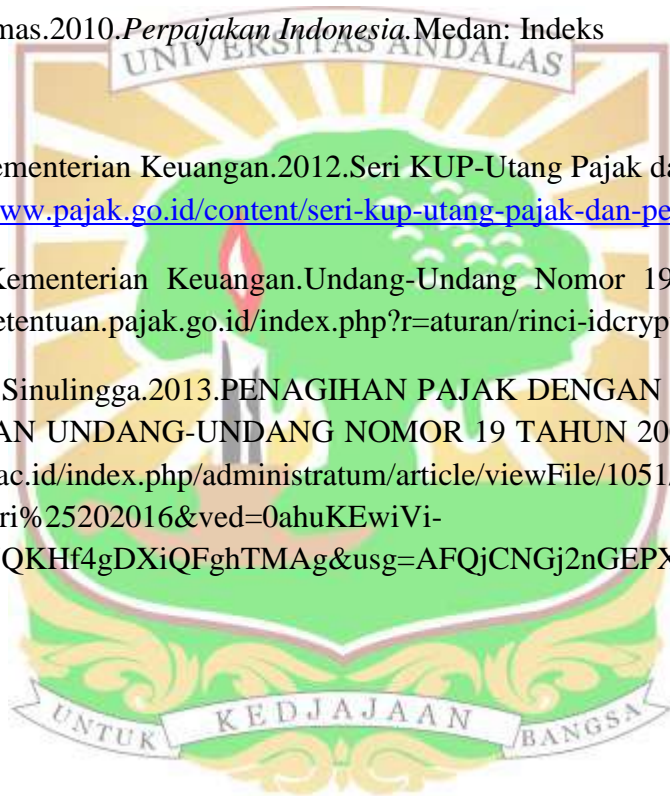 mas.2010.Perpajakan Indonesia.Medan: Indeks
UNIVERSITAS ANDALAS
ementerian Keuangan.2012.Seri KUP-Utang Pajak da
ww.pajak.go.id/content/seri-kup-utang-pajak-dan-pe
Kementerian Keuangan.Undang-Undang Nomor 19
etentuan.pajak.go.id/index.php?r=aturan/rinci-idcryp
Sinulingga.2013.PENAGIHAN PAJAK DENGAN
AN UNDANG-UNDANG NOMOR 19 TAHUN 20
ac.id/index.php/administratum/article/viewFile/1051/
ri%25202016&ved=0ahuKEwiVi-
QKHf4gDXiQFghTMAg&usg=AFQjCNGj2nGEPX
UNTUK KEDJAJAAN BANGSA